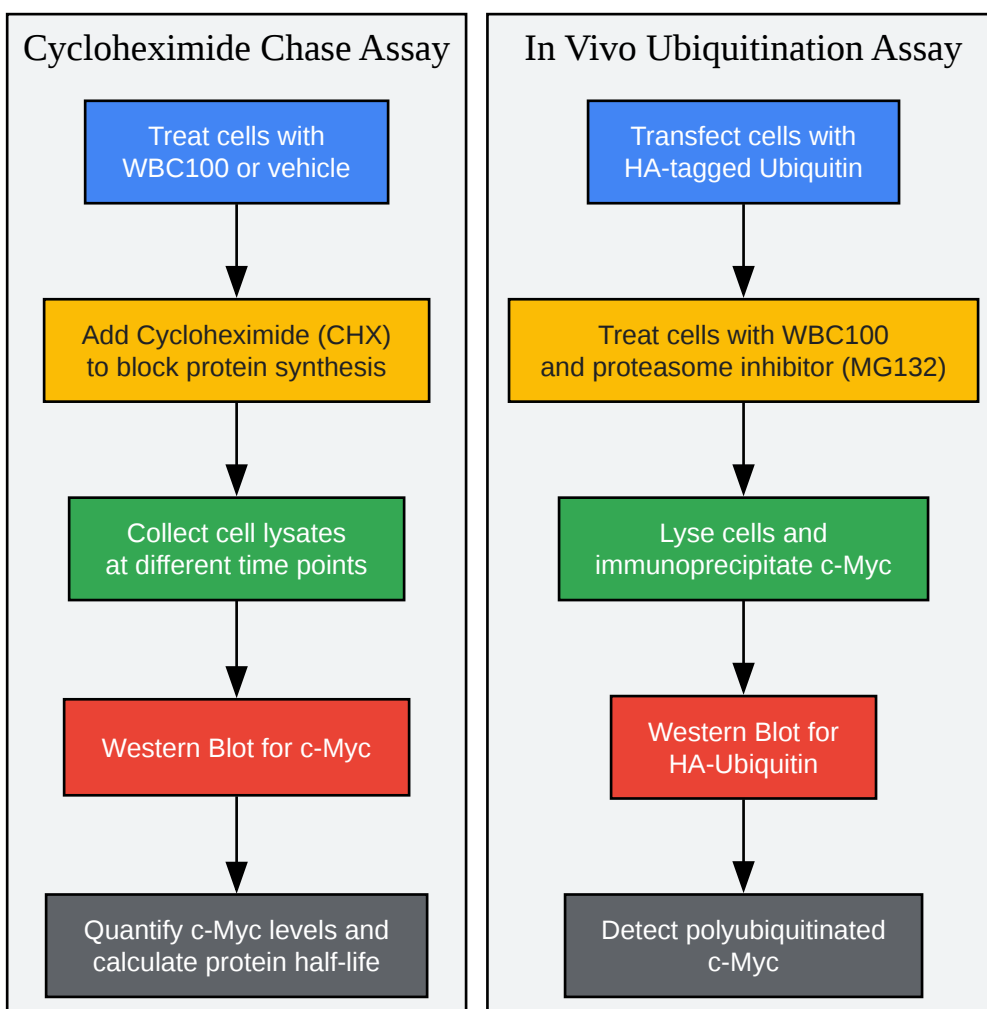 Cycloheximide Chase Assay
Treat cells with
WBC100 or vehicle
Add Cycloheximide (CHX)
to block protein synthesis
Collect cell lysates
at different time points
Western Blot for c-Myc
Quantify c-Myc levels and
calculate protein half-life
In Vivo Ubiquitination Assay
Transfect cells with
HA-tagged Ubiquitin
Treat cells with WBC100
and proteasome inhibitor (MG132)
Lyse cells and
immunoprecipitate c-Myc
Western Blot for
HA-Ubiquitin
Detect polyubiquitinated
c-Myc